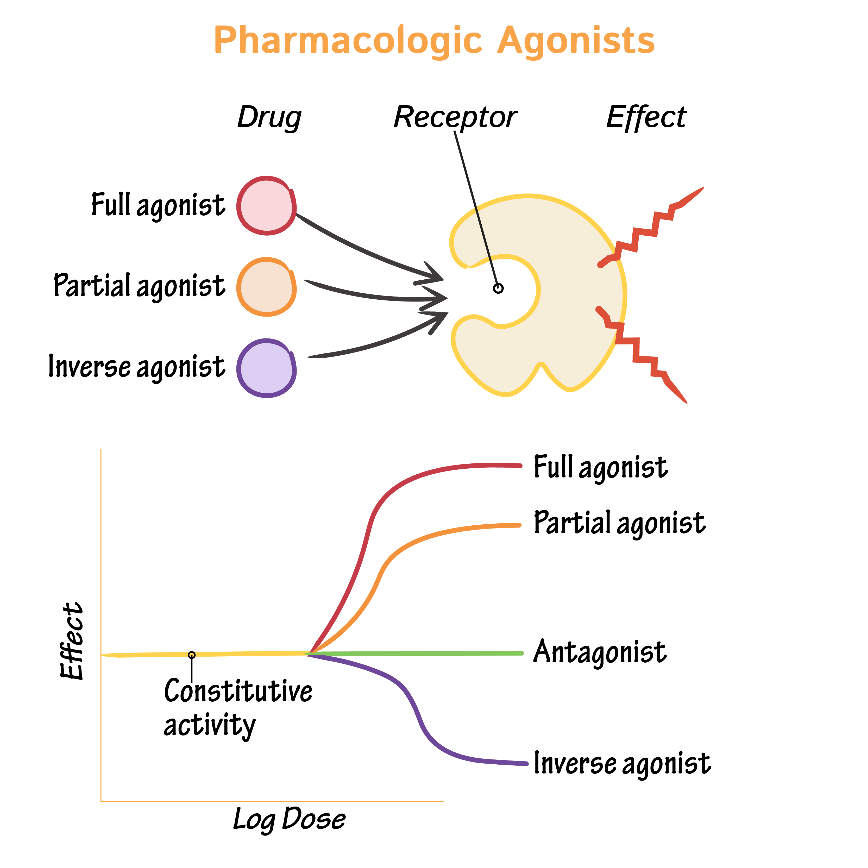 Pharmacologic Agonists
Drug
Receptor
Effect
Full agonist
Partial agonist
Inverse agonist
Full agonist
Partial agonist
Antagonist
Inverse agonist
Effect
Constitutive
activity
Log Dose